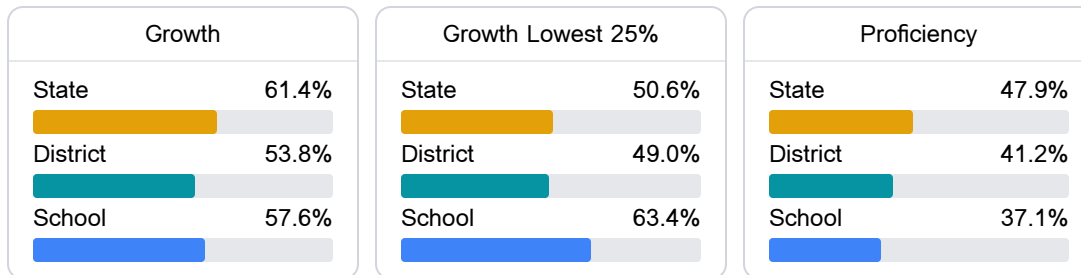 Growth
State 61.4%
District 53.8%
School 57.6%
Growth Lowest 25%
State 50.6%
District 49.0%
School 63.4%
Proficiency
State 47.9%
District 41.2%
School 37.1%